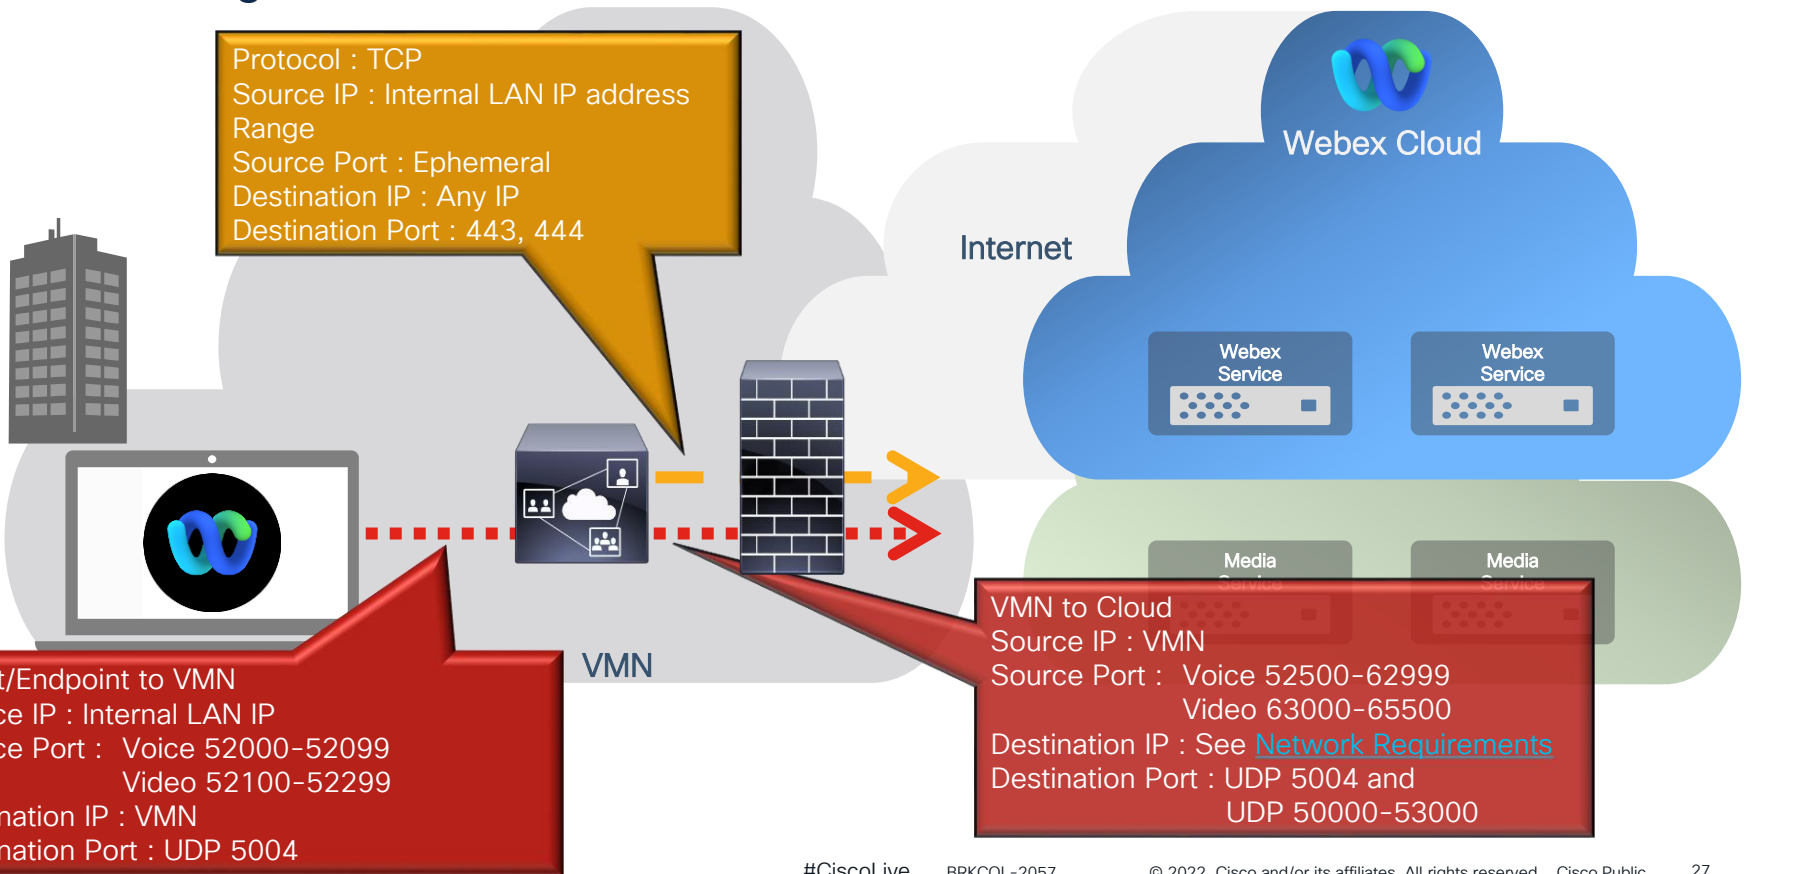 Protocol : TCP
Source IP : Internal LAN IP address
Range
Source Port : Ephemeral
Destination IP : Any IP
Destination Port : 443, 444
Webex Cloud
Internet
Webex
Service
Webex
Service
Media
Service
Media
Service
VMN
t/Endpoint to VMN
ce IP : Internal LAN IP
ce Port : Voice 52000-52099
Video 52100-52299
nation IP : VMN
nation Port : UDP 5004
VMN to Cloud
Source IP : VMN
Source Port : Voice 52500-62999
Video 63000-65500
Destination IP : See Network Requirements
Destination Port : UDP 5004 and
UDP 50000-53000
#CiscoLive BRKCOL-2057 © 2022 Cisco and/or its affiliates. All rights reserved. Cisco Public 27